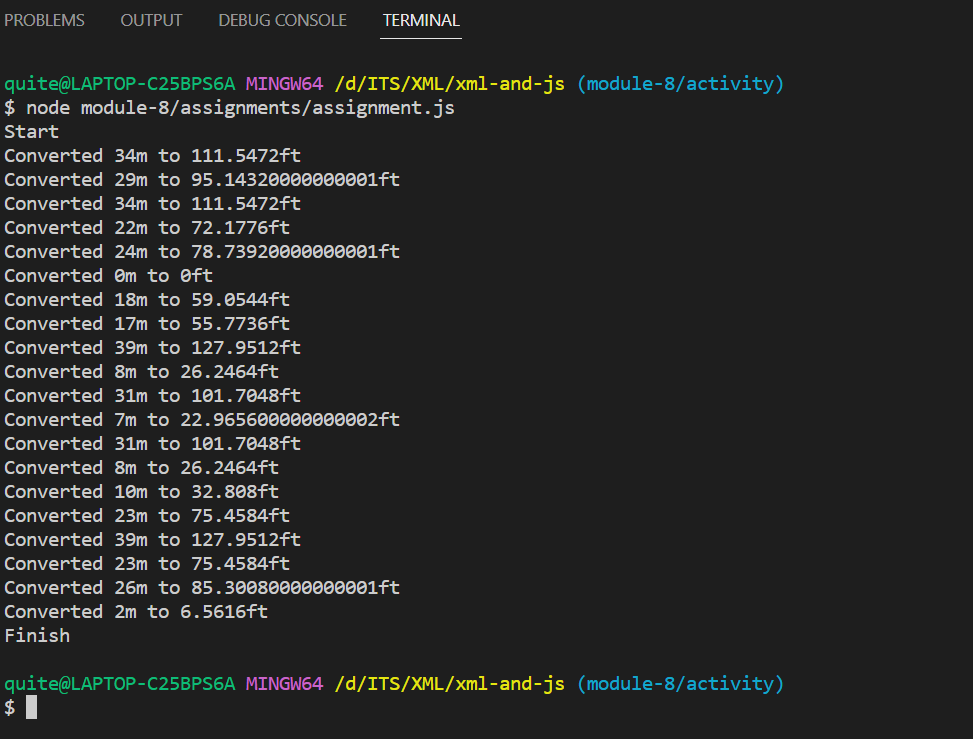 PROBLEMS OUTPUT DEBUG CONSOLE TERMINAL
quite@LAPTOP-C25BPS6A MINGW64 /d/ITS/XML/xml-and-js (module-8/activity)
$ node module-8/assignments/assignment.js
Start
Converted 34m to 111.5472ft
Converted 29m to 95.14320000000001ft
Converted 34m to 111.5472ft
Converted 22m to 72.1776ft
Converted 24m to 78.73920000000001ft
Converted 0m to 0ft
Converted 18m to 59.0544ft
Converted 17m to 55.7736ft
Converted 39m to 127.9512ft
Converted 8m to 26.2464ft
Converted 31m to 101.7048ft
Converted 7m to 22.965600000000002ft
Converted 31m to 101.7048ft
Converted 8m to 26.2464ft
Converted 10m to 32.808ft
Converted 23m to 75.4584ft
Converted 39m to 127.9512ft
Converted 23m to 75.4584ft
Converted 26m to 85.30080000000001ft
Converted 2m to 6.5616ft
Finish
quite@LAPTOP-C25BPS6A MINGW64 /d/ITS/XML/xml-and-js (module-8/activity)
$